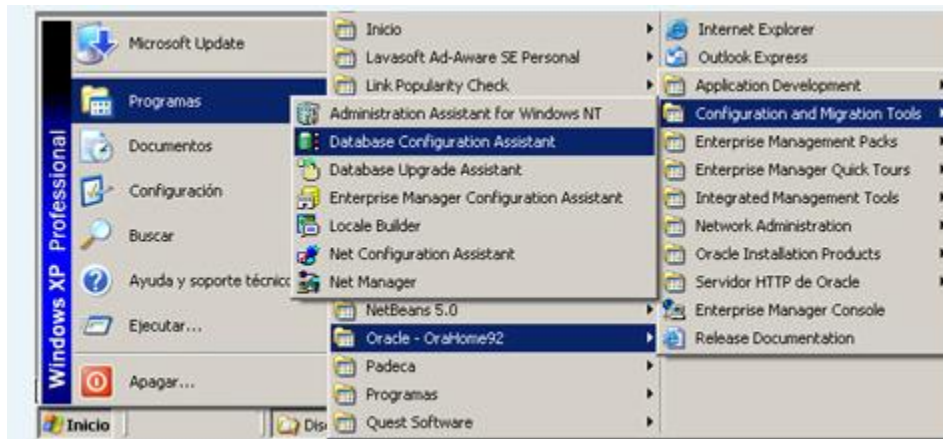 Windows XP Professional
Microsoft Update
Programas
Documentos
Configuración
Buscar
Ayuda y soporte técnico
Ejecutar...
Apagar...
Inicio
Inicio
Lavasoft Ad-Aware SE Personal
Link Popularity Check
NetBeans 5.0
Oracle - OraHome92
Padeca
Programas
Quest Software
Administration Assistant for Windows NT
Database Configuration Assistant
Database Upgrade Assistant
Enterprise Manager Configuration Assistant
Locale Builder
Net Configuration Assistant
Net Manager
Internet Explorer
Outlook Express
Application Development
Configuration and Migration Tools
Enterprise Management Packs
Enterprise Manager Quick Tours
Integrated Management Tools
Network Administration
Oracle Installation Products
Servidor HTTP de Oracle
Enterprise Manager Console
Release Documentation